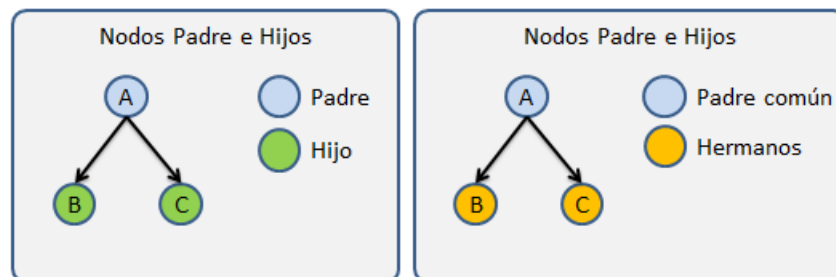 Nodos Padre e Hijos
A
Padre
Hijo
B
C
Nodos Padre e Hijos
A
Padre común
Hermanos
B
C